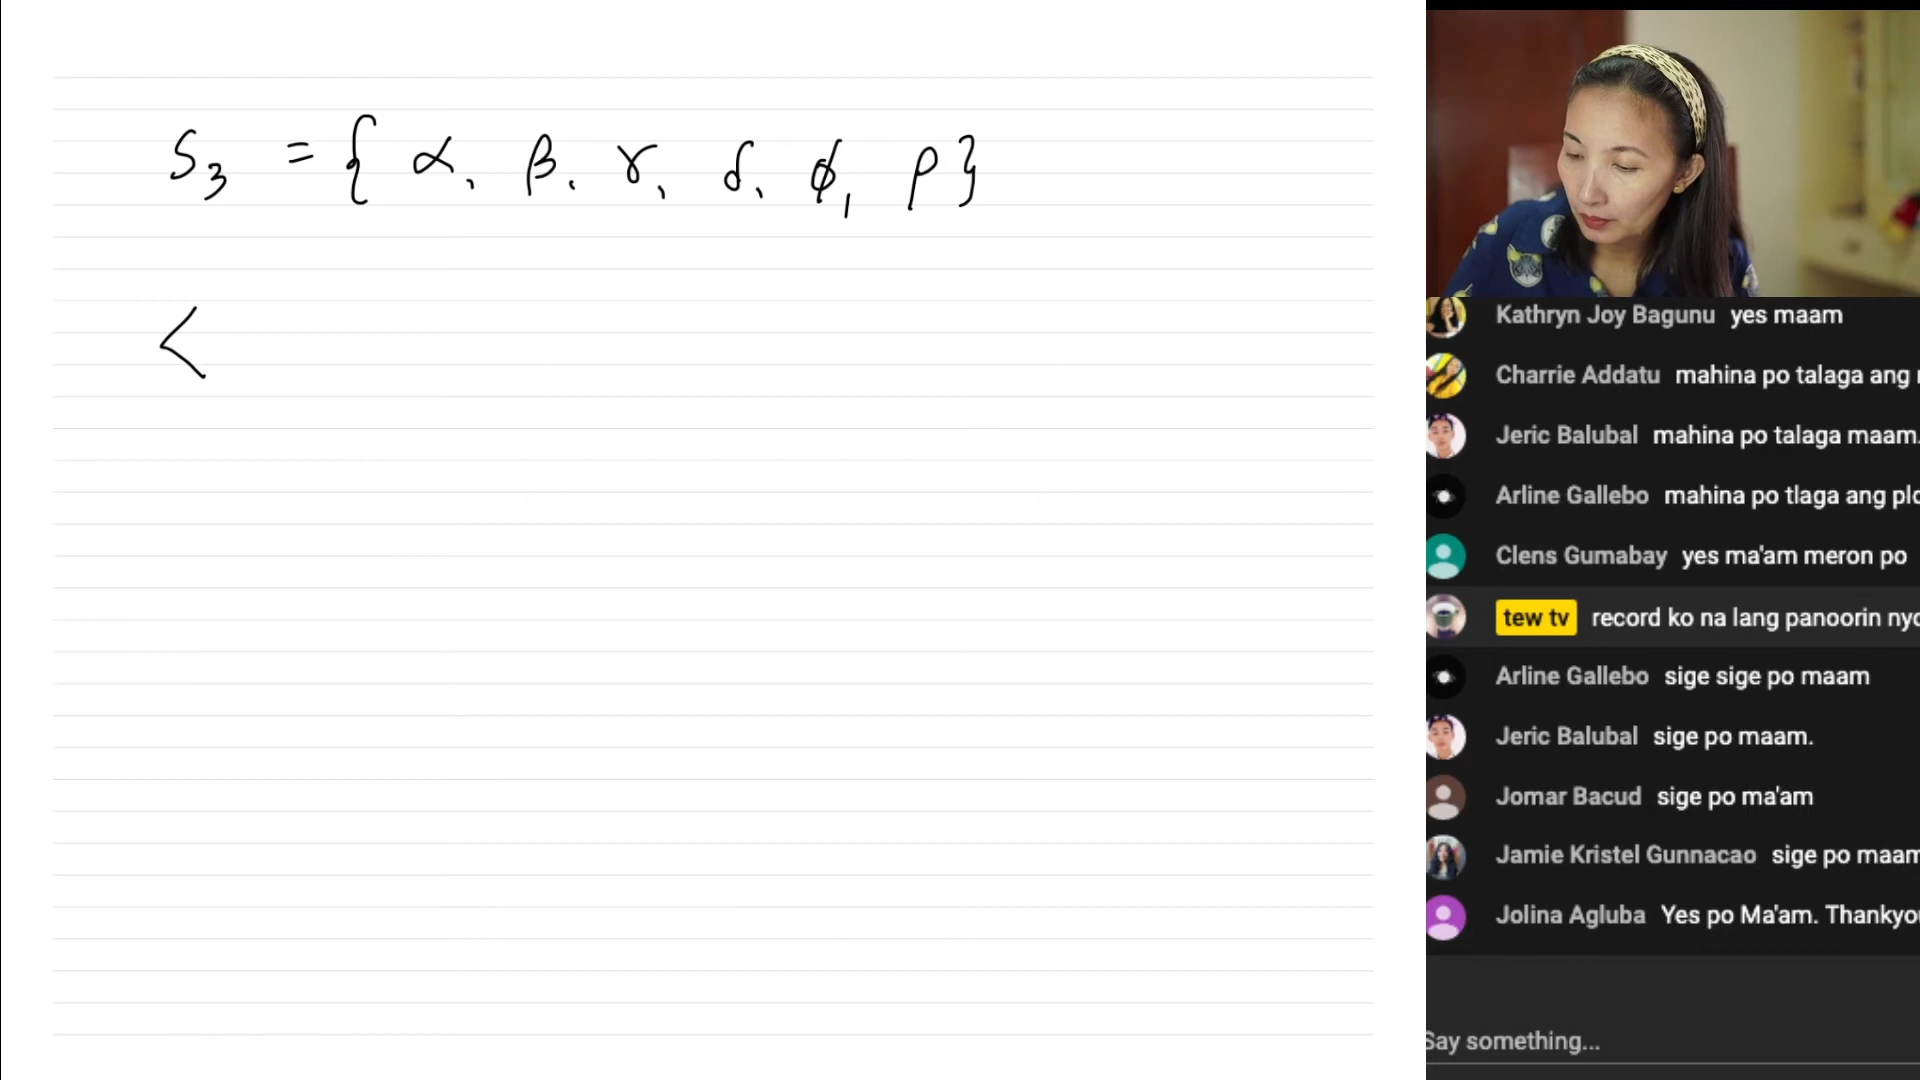 S₃ = { α, β, γ, δ, ϕ, ρ }
<
Kathryn Joy Bagunu yes maam
Charrie Addatu mahina po talaga ang
Jeric Balubal mahina po talaga maam.
Arline Gallebo mahina po tlaga ang
Clens Gumabay yes ma'am meron po
tew tv record ko na lang panoorin
Arline Gallebo sige sige po maam
Jeric Balubal sige po maam.
Jomar Bacud sige po ma'am
Jamie Kristel Gunnacao sige po maam
Jolina Agluba Yes po Ma'am.
Say something...